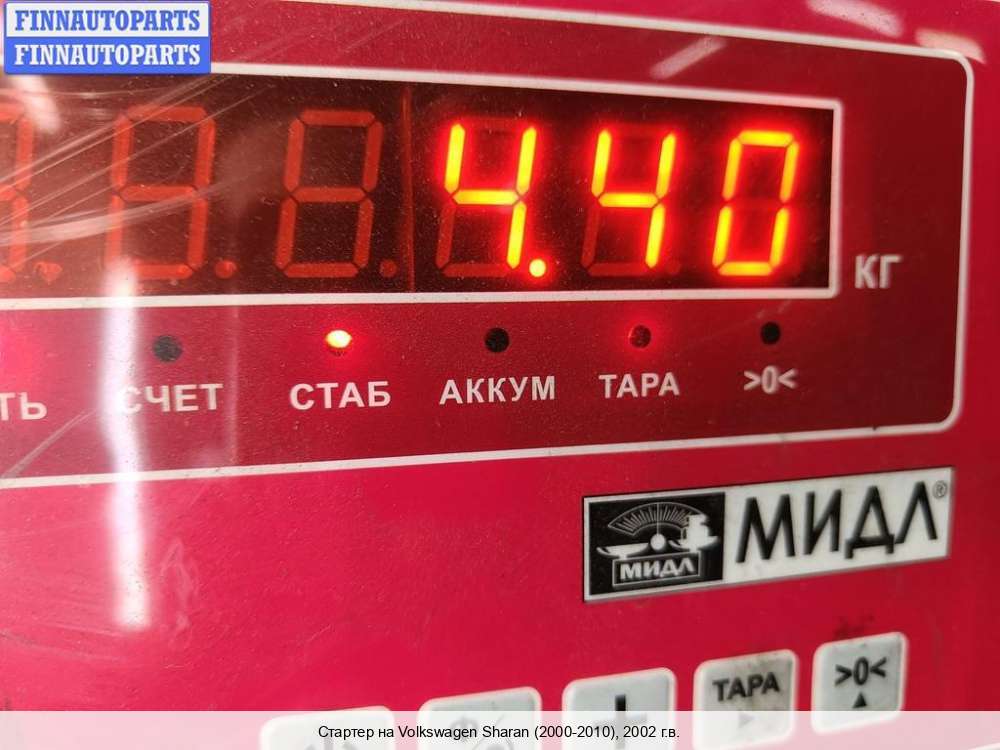 FINNAUTOPARTS
FINNAUTOPARTS
4.40
КГ
ТЬ СЧЕТ СТАБ АККУМ ТАРА >0<
МИДЛ МИДЛ®
+ ТАРА >0<
Стартер на Volkswagen Sharan (2000-2010), 2002 г.в.